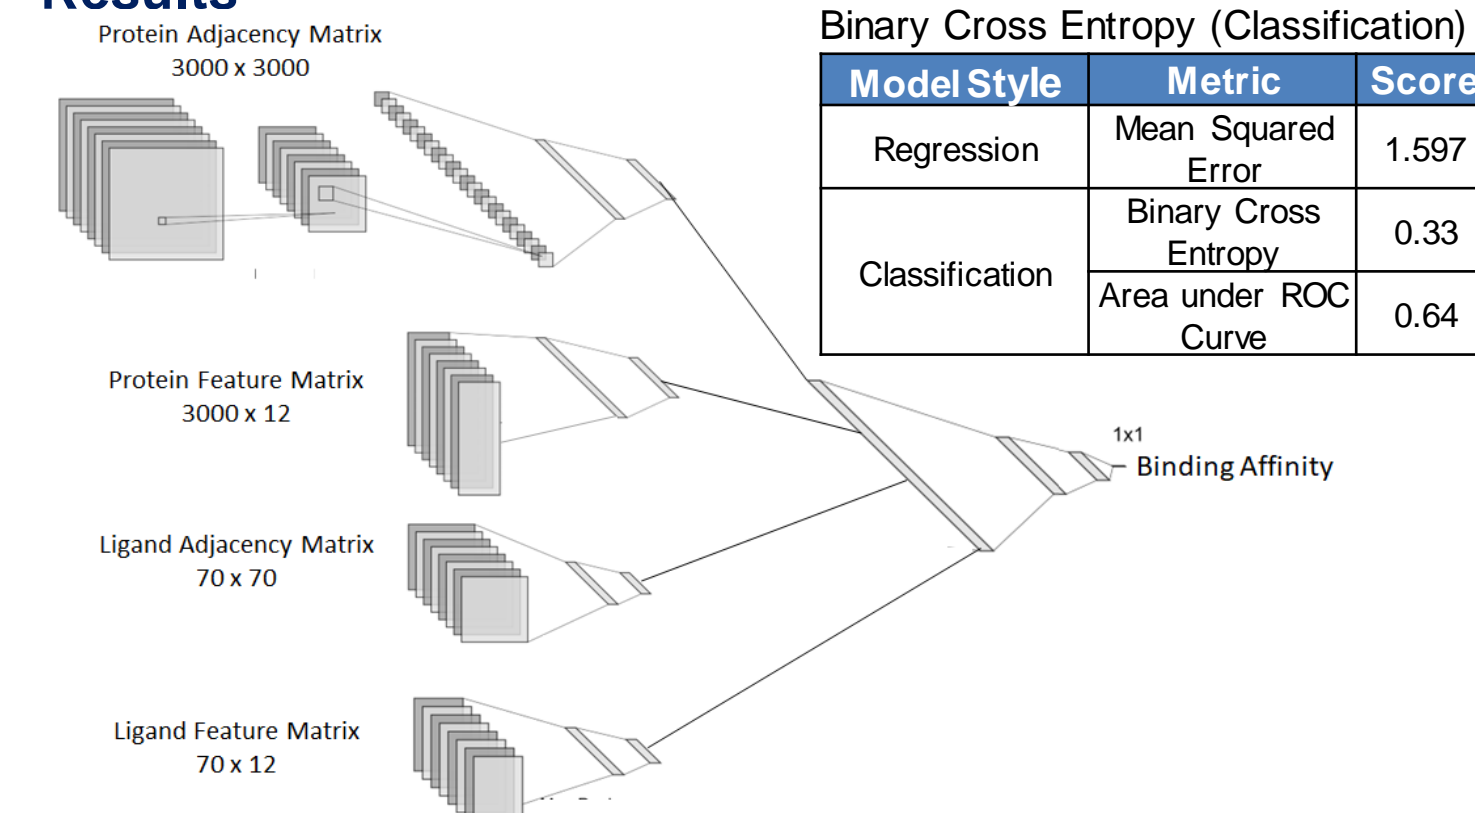 Results
Protein Adjacency Matrix
3000 x 3000
Protein Feature Matrix
3000 x 12
Ligand Adjacency Matrix
70 x 70
Ligand Feature Matrix
70 x 12
1x1
Binding Affinity
Binary Cross Entropy (Classification)
Model Style Metric Score
Regression Mean Squared
Error 1.597
Classification Binary Cross
Entropy 0.33
Area under ROC
Curve 0.64